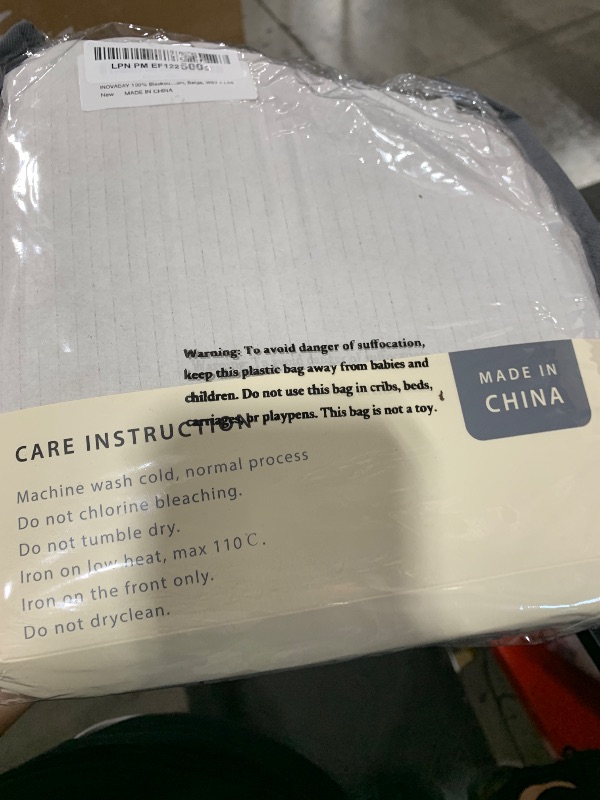 LPN PM EF122
INOVADAY 100% Beige,
New MADE IN CHINA
Warning: To avoid danger of suffocation,
keep this plastic bag away from babies and
children. Do not use this bag in cribs, beds,
carriages, or playpens. This bag is not a toy.
MADE IN
CHINA
CARE INSTRUCTION
Machine wash cold, normal process
Do not chlorine bleaching.
Do not tumble dry.
Iron on low heat, max 110℃.
Iron on the front only.
Do not dryclean.